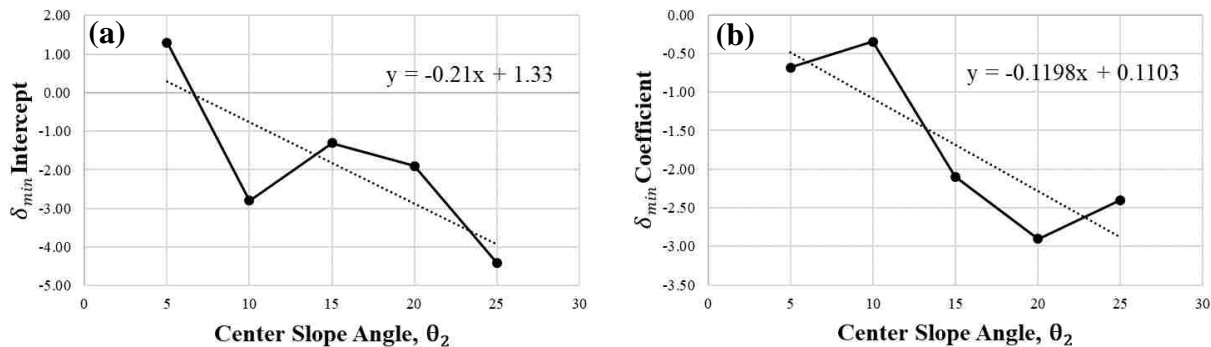 (a)
y = -0.21x + 1.33
2.00
1.00
0.00
-1.00
-2.00
-3.00
-4.00
-5.00
δmin Intercept
0 5 10 15 20 25 30
Center Slope Angle, θ2
(b)
y = -0.1198x + 0.1103
0.00
-0.50
-1.00
-1.50
-2.00
-2.50
-3.00
-3.50
δmin Coefficient
0 5 10 15 20 25 30
Center Slope Angle, θ2